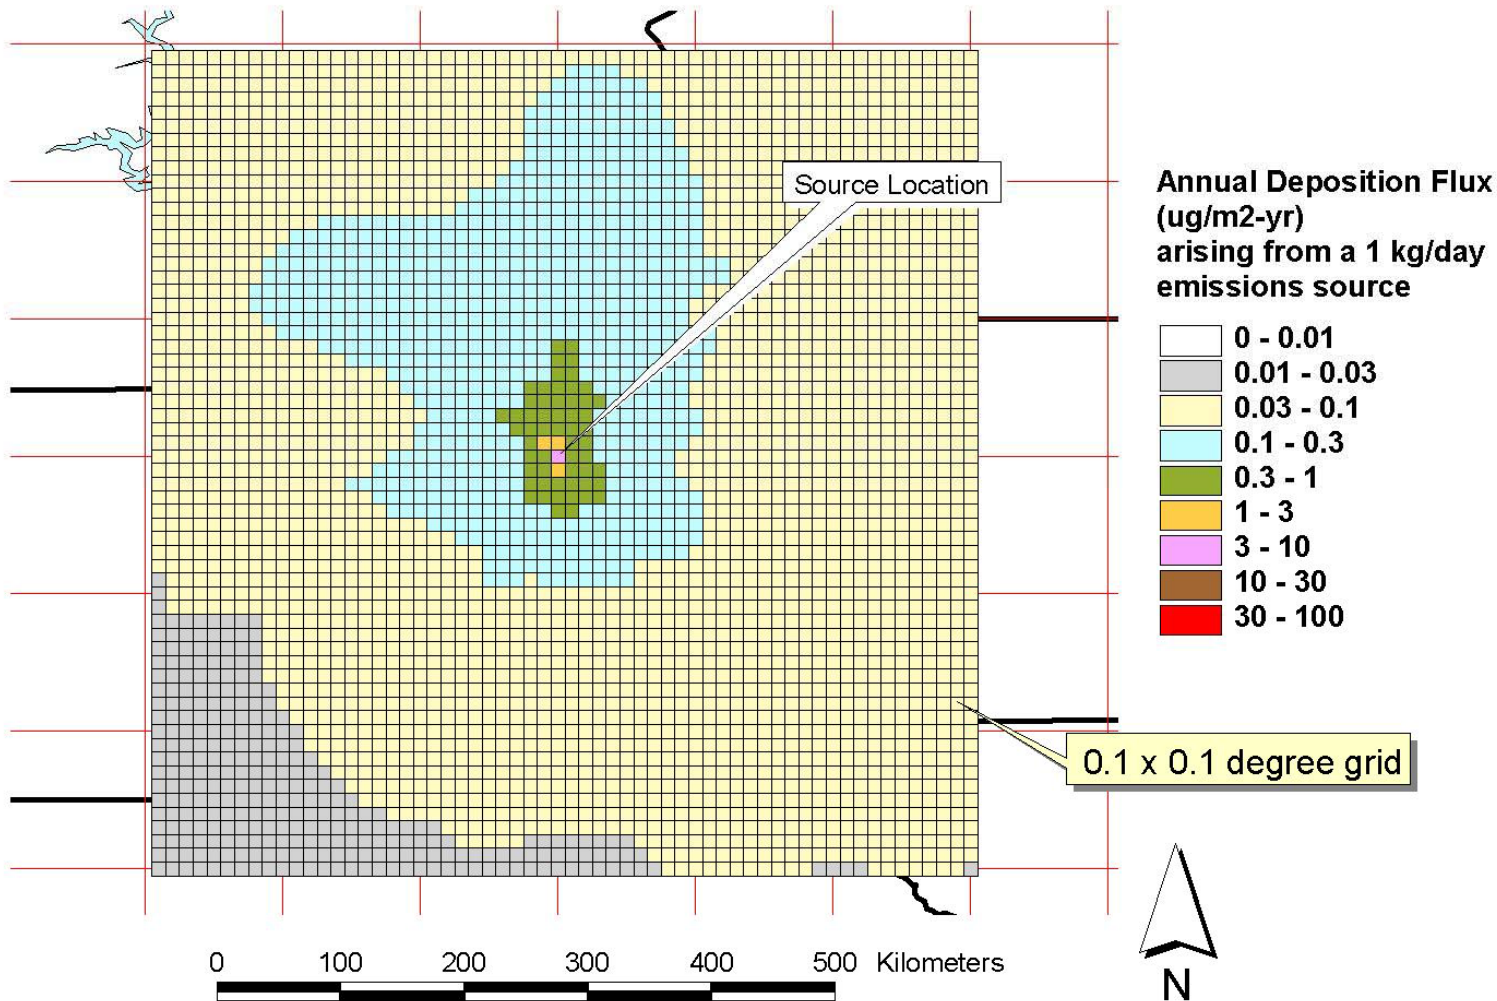 Source Location
Annual Deposition Flux
(ug/m2-yr)
arising from a 1 kg/day
emissions source
0 - 0.01
0.01 - 0.03
0.03 - 0.1
0.1 - 0.3
0.3 - 1
1 - 3
3 - 10
10 - 30
30 - 100
0.1 x 0.1 degree grid
0 100 200 300 400 500 Kilometers
N